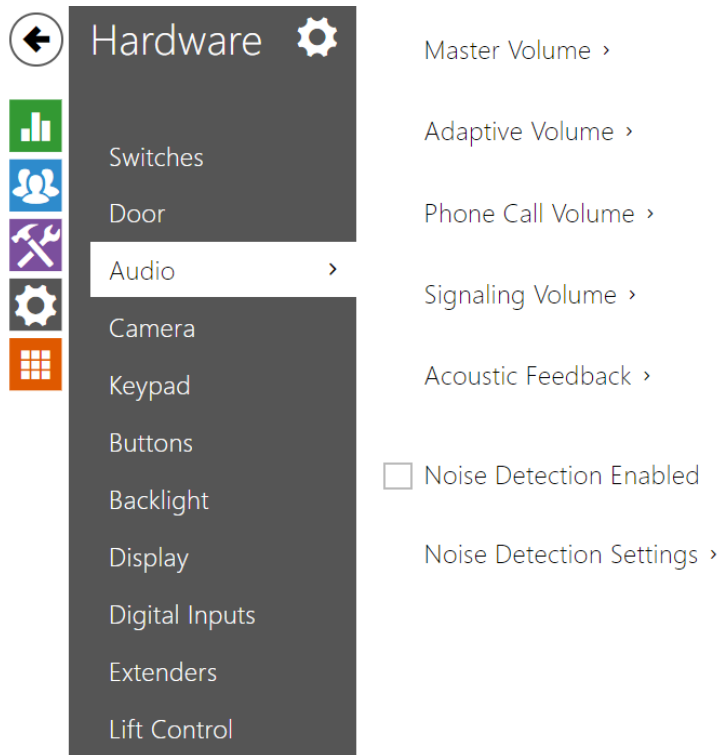 Hardware
Switches
Door
Audio
Camera
Keypad
Buttons
Backlight
Display
Digital Inputs
Extenders
Lift Control
Master Volume
Adaptive Volume
Phone Call Volume
Signaling Volume
Acoustic Feedback
Noise Detection Enabled
Noise Detection Settings